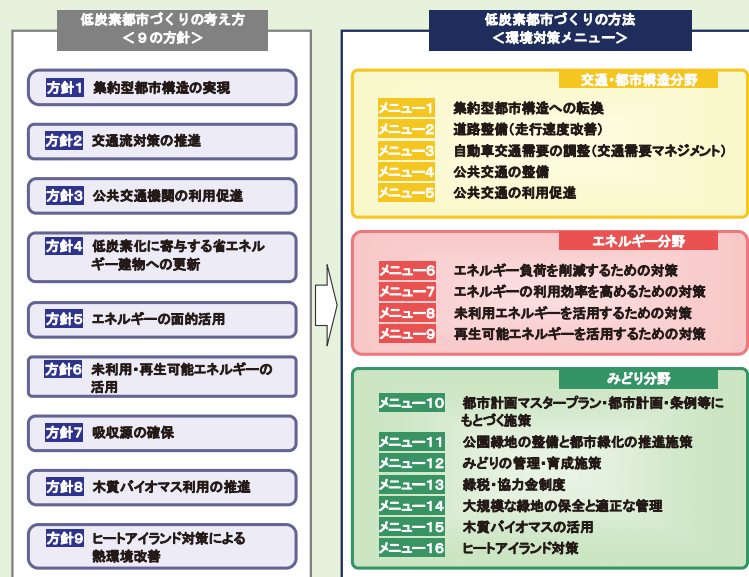 低炭素都市づくりの考え方
＜９の方針＞
方針1 集約型都市構造の実現
方針2 交通流対策の推進
方針3 公共交通機関の利用促進
方針4 低炭素化に寄与する省エネル
ギー建物への更新
方針5 エネルギーの面的活用
方針6 未利用・再生可能エネルギーの
活用
方針7 吸収源の確保
方針8 木質バイオマス利用の推進
方針9 ヒートアイランド対策による
熱環境改善
低炭素都市づくりの方法
＜環境対策メニュー＞
交通・都市構造分野
メニュー1 集約型都市構造への転換
メニュー2 道路整備（走行速度改善）
メニュー3 自動車交通需要の調整（交通需要マネジメント）
メニュー4 公共交通の整備
メニュー5 公共交通の利用促進
エネルギー分野
メニュー6 エネルギー負荷を削減するための対策
メニュー7 エネルギーの利用効率を高めるための対策
メニュー8 未利用エネルギーを活用するための対策
メニュー9 再生可能エネルギーを活用するための対策
みどり分野
メニュー10 都市計画マスタープラン・都市計画・条例等に
もとづく施策
メニュー11 公園緑地の整備と都市緑化の推進施策
メニュー12 みどりの管理・育成施策
メニュー13 緑税・協力金制度
メニュー14 大規模な緑地の保全と適正な管理
メニュー15 木質バイオマスの活用
メニュー16 ヒートアイランド対策